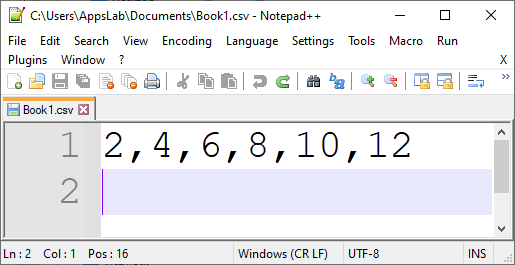 C:\Users\AppsLab\Documents\Book1.csv - Notepad++
File Edit Search View Encoding Language Settings Tools Macro Run
Plugins Window ? X
Book1.csv
1 2,4,6,8,10,12
2
Ln : 2 Col : 1 Pos : 16 Windows (CR LF) UTF-8 INS